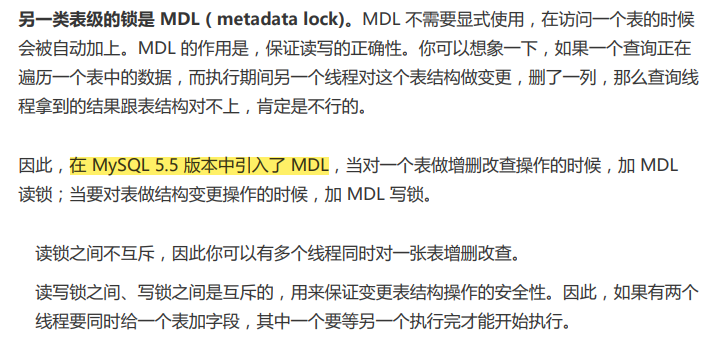 另一类表级的锁是 MDL（metadata lock)。MDL 不需要显式使用，在访问一个表的时候
会被自动加上。MDL 的作用是，保证读写的正确性。你可以想象一下，如果一个查询正在
遍历一个表中的数据，而执行期间另一个线程对这个表结构做变更，删了一列，那么查询线
程拿到的结果跟表结构对不上，肯定是不行的。
因此，在 MySQL 5.5 版本中引入了 MDL，当对一个表做增删改查操作的时候，加 MDL
读锁；当要对表做结构变更操作的时候，加 MDL 写锁。
读锁之间不互斥，因此你可以有多个线程同时对一张表增删改查。
读写锁之间、写锁之间是互斥的，用来保证变更表结构操作的安全性。因此，如果有两个
线程要同时给一个表加字段，其中一个要等另一个执行完才能开始执行。